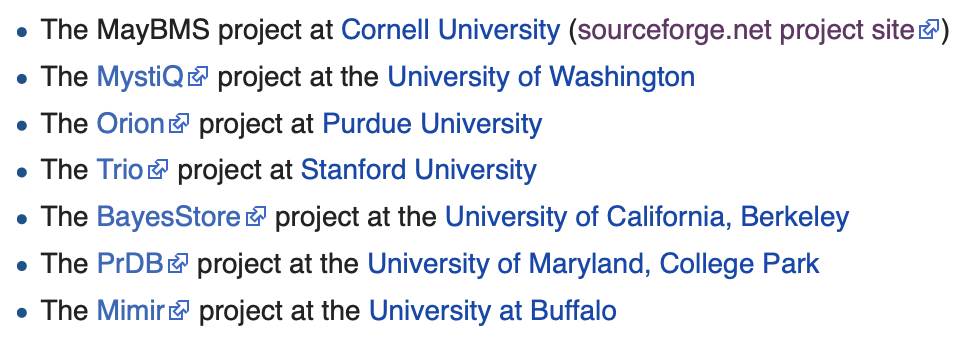 • The MayBMS project at Cornell University (sourceforge.net project site)
• The MystiQ project at the University of Washington
• The Orion project at Purdue University
• The Trio project at Stanford University
• The BayesStore project at the University of California, Berkeley
• The PrDB project at the University of Maryland, College Park
• The Mimir project at the University at Buffalo